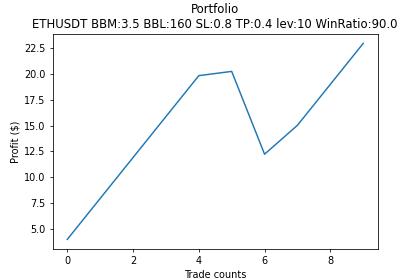 Portfolio
ETHUSDT BBM:3.5 BBL:160 SL:0.8 TP:0.4 lev:10 WinRatio:90.0
22.5
20.0
17.5
15.0
12.5
10.0
7.5
5.0
Profit ($)
0 2 4 6 8
Trade counts